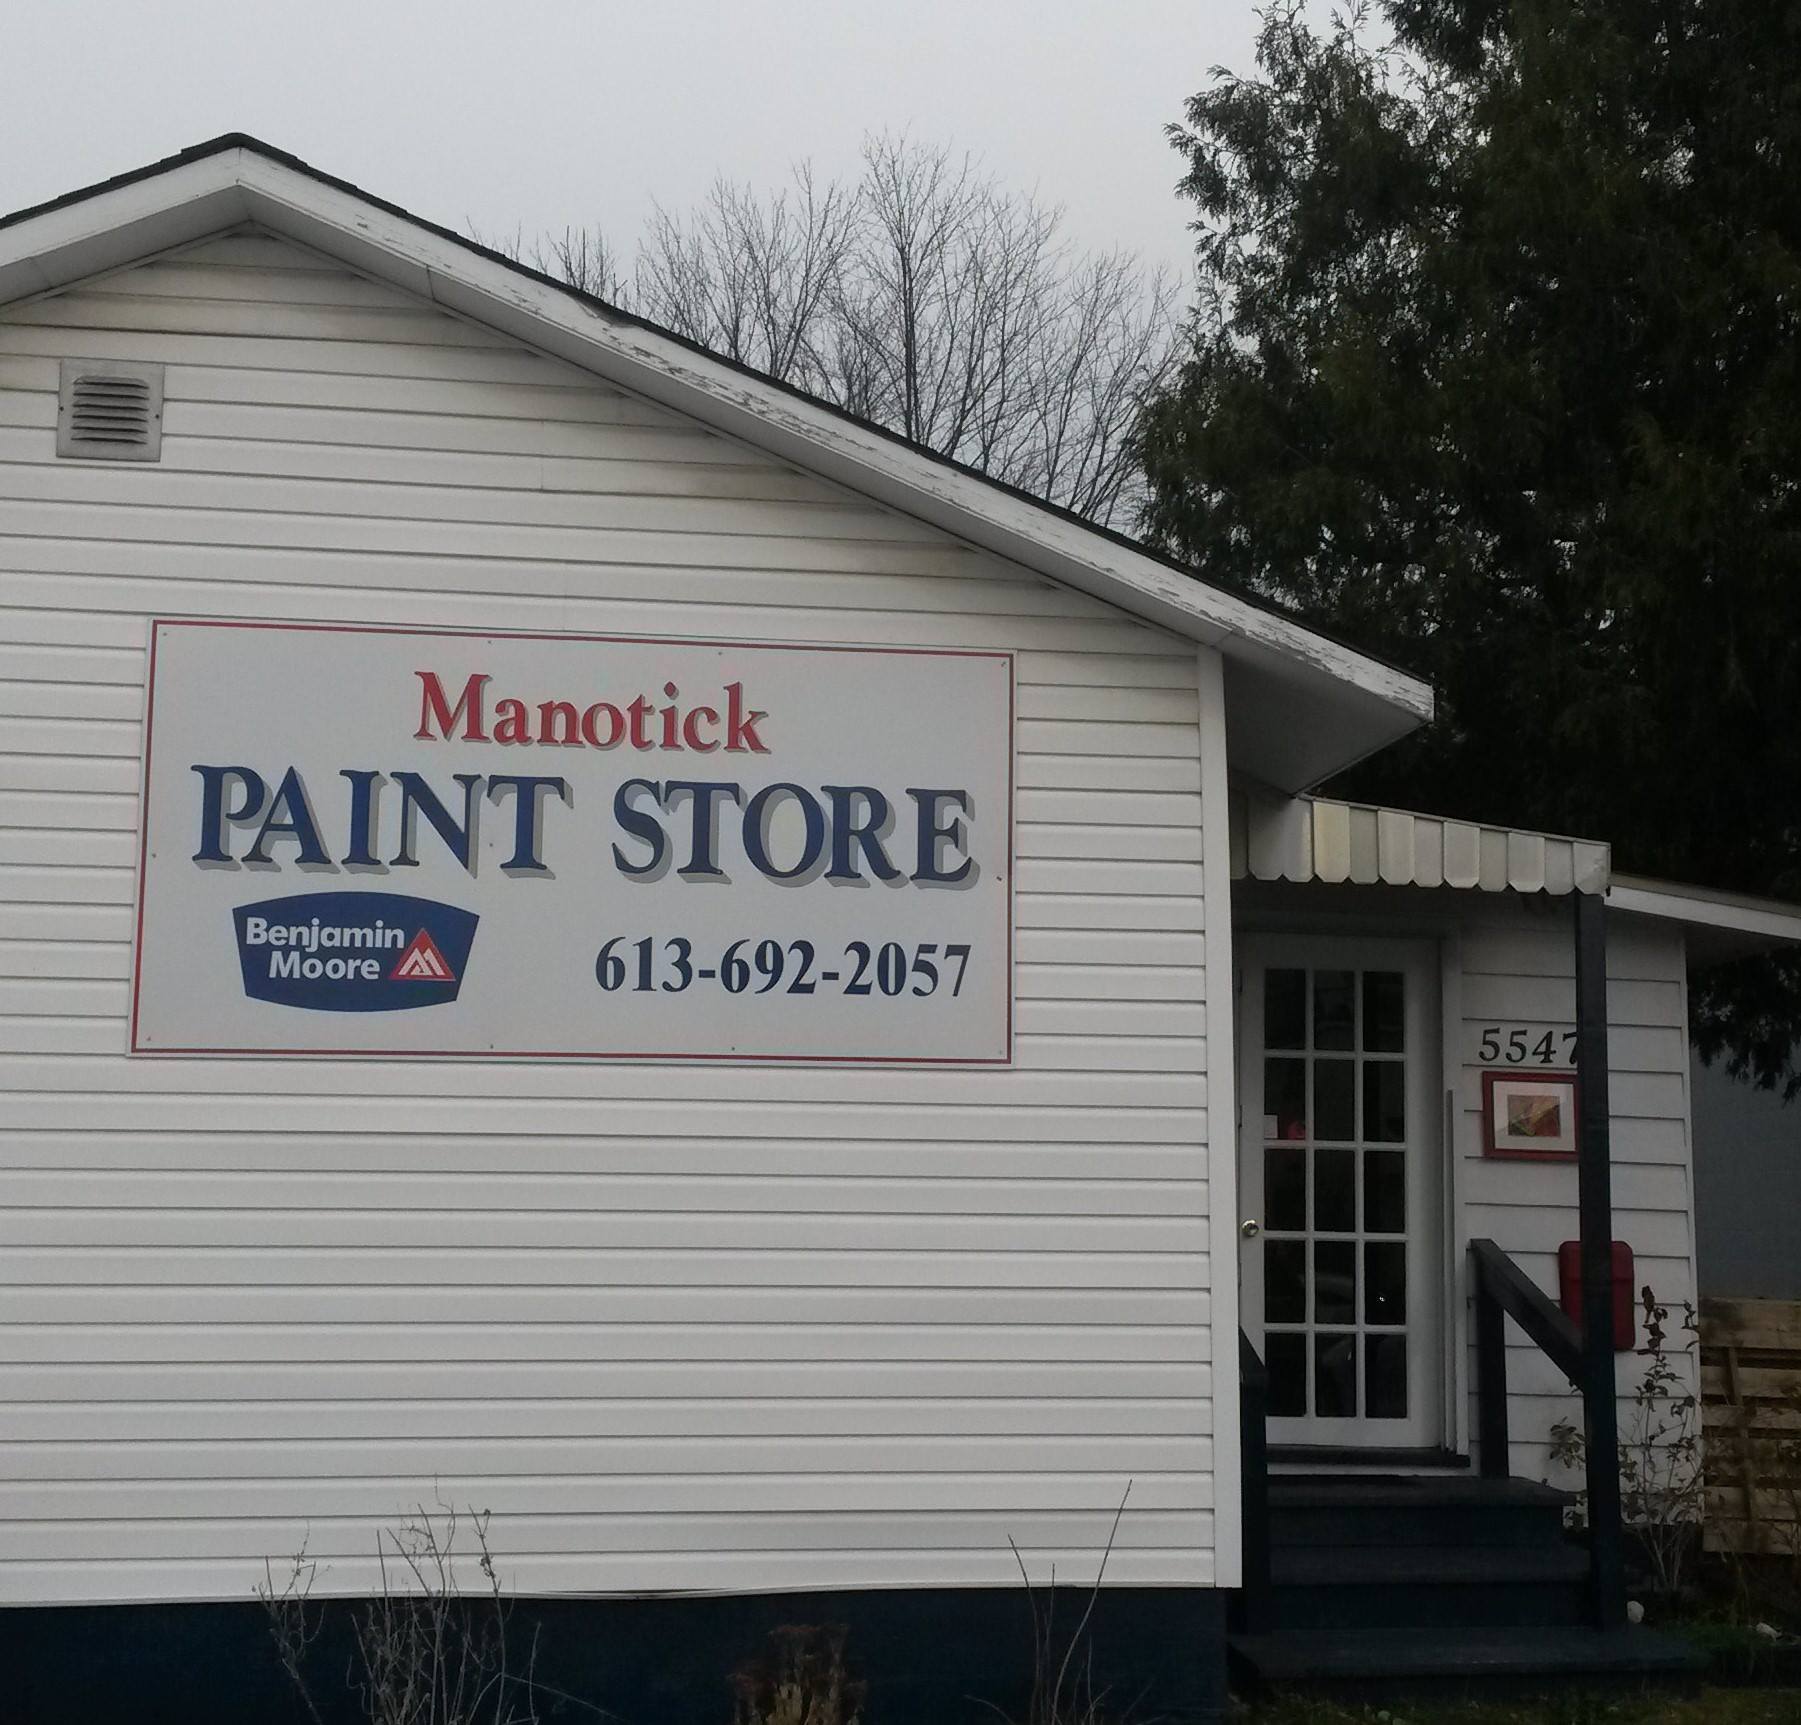 Manotick
PAINT STORE
Benjamin
Moore
613-692-2057
5547